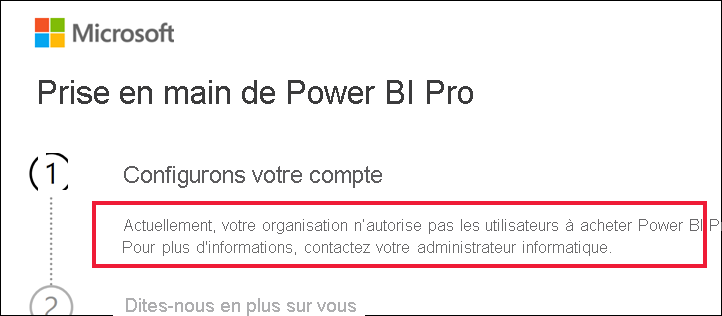 Microsoft
Prise en main de Power BI Pro
1
Configurons votre compte
Actuellement, votre organisation n'autorise pas les utilisateurs à acheter Power BI P
Pour plus d'informations, contactez votre administrateur informatique.
2
Dites-nous en plus sur vous